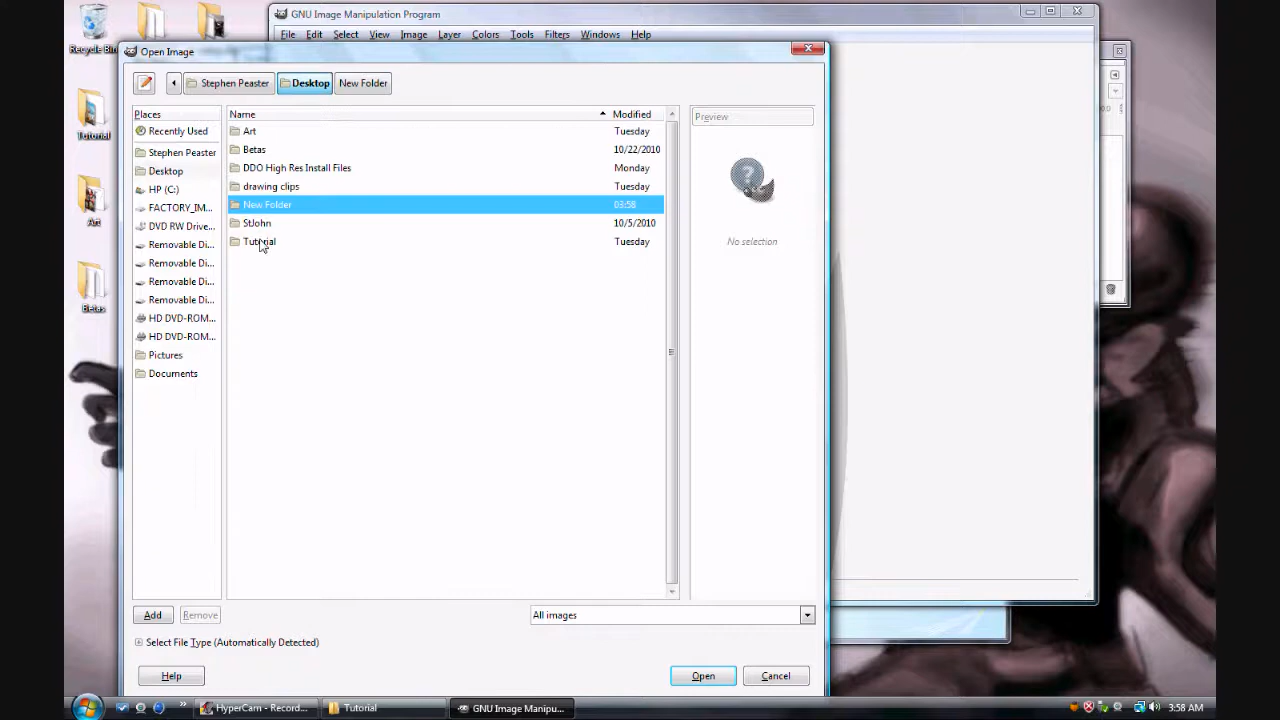 GNU Image Manipulation Program
File Edit Select View Image Layer Colors Tools Filters Windows Help
Recycle Bin
Open Image
Stephen Peaster Desktop New Folder
Places Name Modified Preview
Recently Used Art Tuesday
Betas 10/22/2010
Stephen Peaster DDO High Res Install Files Monday
Desktop drawing clips Tuesday
HP (C:) New Folder 03:58
FACTORY_IM... StJohn 10/5/2010
DVD RW Drive... Tutorial Tuesday
Removable Di... No selection
Removable Di...
Removable Di...
Removable Di...
HD DVD-ROM...
HD DVD-ROM...
Pictures
Documents
Tutorial
Art
Betas
Add Remove All images
Select File Type (Automatically Detected)
Help Open Cancel
HyperCam - Record... Tutorial GNU Image Manipu... 3:58 AM